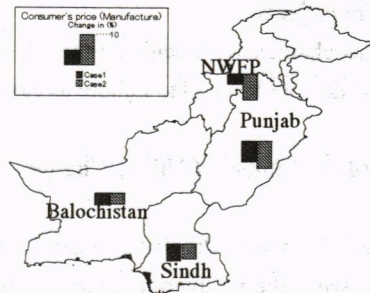 Consumer's price (Manufacture)
Change in (%)
10
Case1
Case2
NWFP
Punjab
Balochistan
Sindh